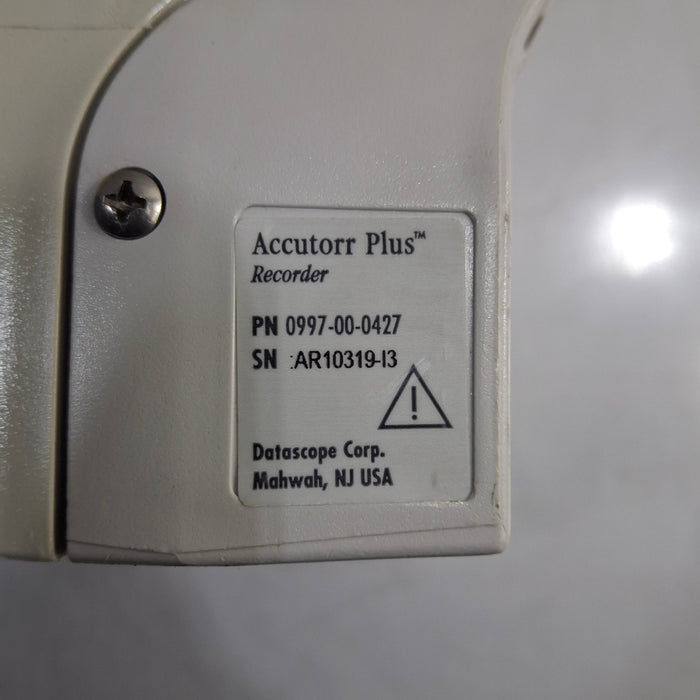 Accutorr Plus™
Recorder
PN 0997-00-0427
SN :AR10319-I3
!
Datascope Corp.
Mahwah, NJ USA